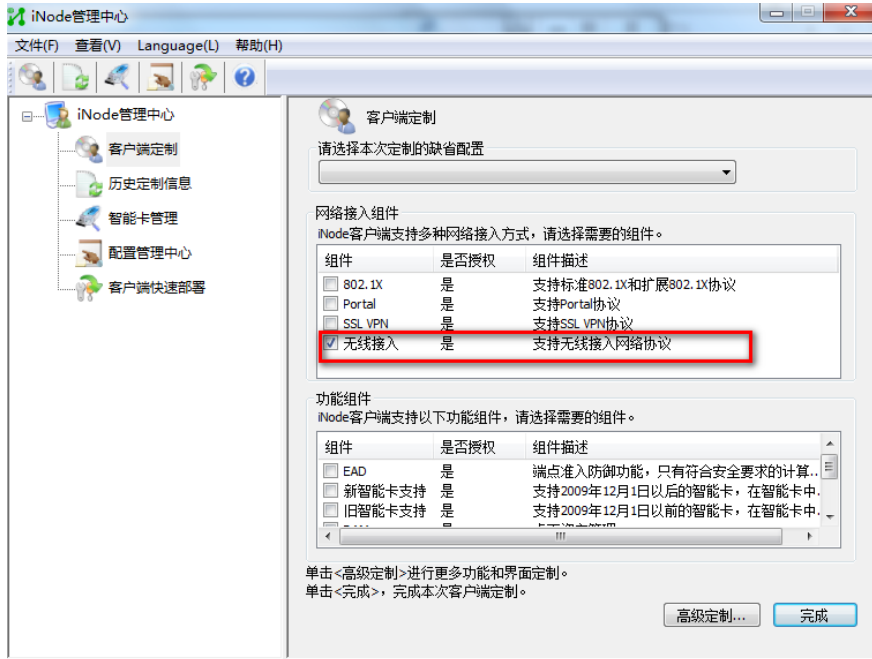 iNode管理中心
文件(F) 查看(V) Language(L) 帮助(H)
iNode管理中心
客户端定制
历史定制信息
智能卡管理
配置管理中心
客户端快速部署
客户端定制
请选择本次定制的缺省配置
网络接入组件
iNode客户端支持多种网络接入方式，请选择需要的组件。
组件 是否授权 组件描述
802.1X 是 支持标准802.1X和扩展802.1X协议
Portal 是 支持Portal协议
SSL VPN 是 支持SSL VPN协议
无线接入 是 支持无线接入网络协议
功能组件
iNode客户端支持以下功能组件，请选择需要的组件。
组件 是否授权 组件描述
EAD 是 端点准入防御功能，只有符合安全要求的计算...
新智能卡支持 是 支持2009年12月1日以后的智能卡，在智能卡中.
旧智能卡支持 是 支持2009年12月1日以前的智能卡，在智能卡中.
单击<高级定制>进行更多功能和界面定制。
单击<完成>，完成本次客户端定制。
高级定制... 完成